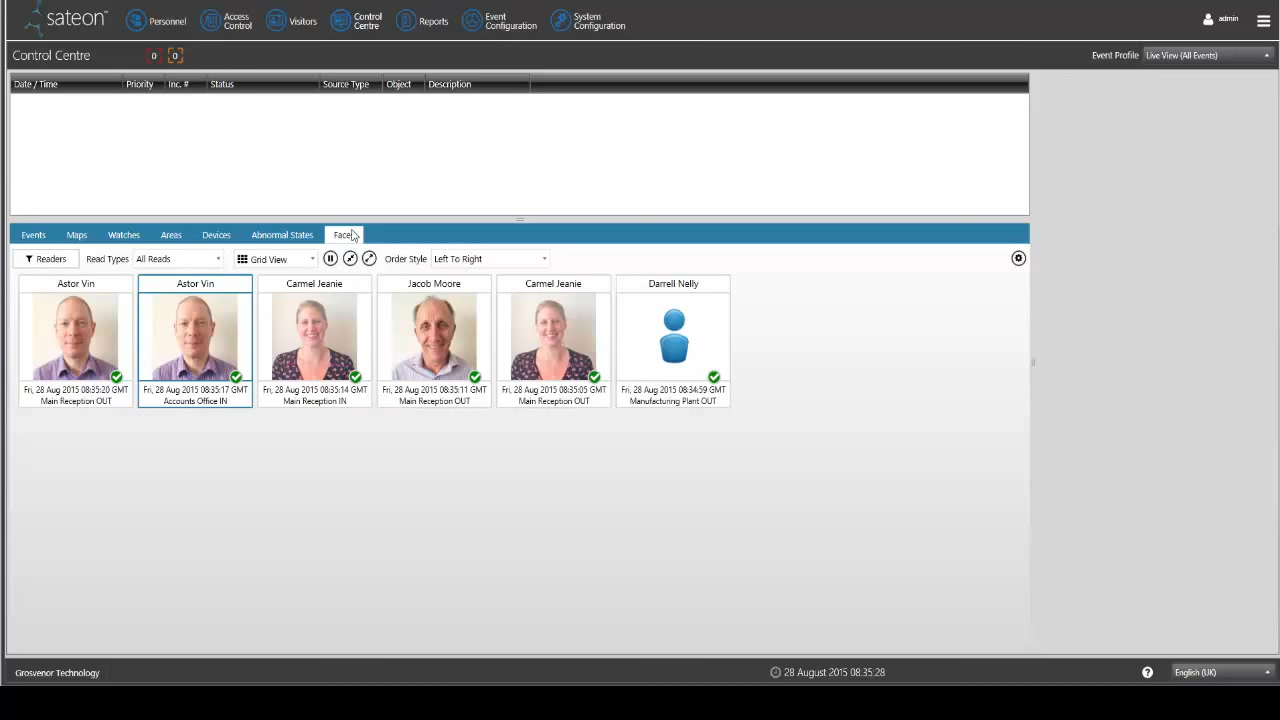 sateon
Personnel
Access Control
Visitors
Control Centre
Reports
Event Configuration
System Configuration
admin
Control Centre 0 0
Event Profile Live View (All Events)
Date / Time Priority Inc. # Status Source Type Object Description
Events Maps Watches Areas Devices Abnormal States Face
Readers Read Types All Reads Grid View Order Style Left To Right
Astor Vin
Fri, 28 Aug 2015 08:35:20 GMT
Main Reception OUT
Astor Vin
Fri, 28 Aug 2015 08:35:17 GMT
Accounts Office IN
Carmel Jeanie
Fri, 28 Aug 2015 08:35:14 GMT
Main Reception IN
Jacob Moore
Fri, 28 Aug 2015 08:35:11 GMT
Main Reception OUT
Carmel Jeanie
Fri, 28 Aug 2015 08:35:05 GMT
Main Reception OUT
Darrell Nelly
Fri, 28 Aug 2015 08:34:59 GMT
Manufacturing Plant OUT
Grosvenor Technology
28 August 2015 08:35:28
? English (UK)